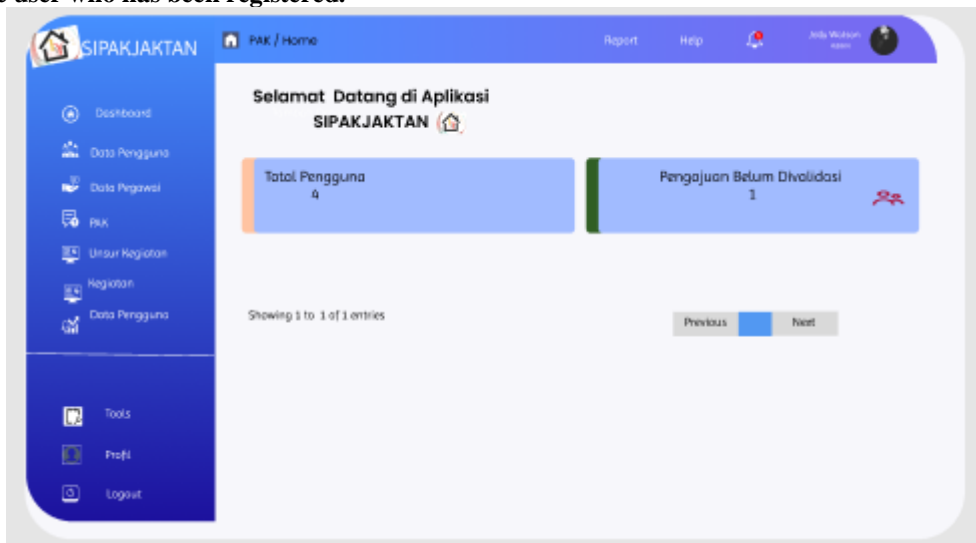 user who has been registered.
SIPAKJAKTAN
PAK / Home
Report
Help
Selamat Datang di Aplikasi
SIPAKJAKTAN
Dashboard
Data Pengguna
Data Pegawai
PAK
Unsur Kegiatan
Kegiatan
Data Pengguna
Total Pengguna
4
Pengajuan Belum Divalidasi
1
Showing 1 to 1 of 1 entries
Previous
Next
Tools
Profil
Logout